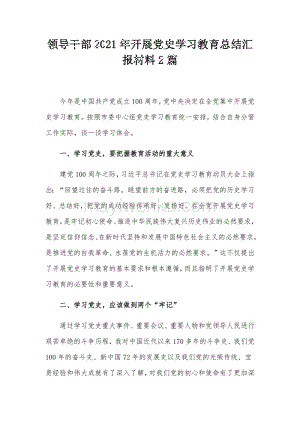 领导干部2021年开展党史学习教育总结汇
报材料2篇
今年是中国共产党成立100周年，党中央决定在全党集中开展党
史学习教育。按照市委中心组党史学习教育统一安排，结合自身分管
工作实际，谈一谈学习体会。
一、学习党史，要把握教育活动的重大意义
建党100周年之际，习近平总书记在党史学习教育动员大会上指
出：“回望过往的奋斗路，眺望前方的奋进路，必须把党的历史学习
好、总结好，把党的成功经验传承好、发扬好。在全党开展党史学习教
育，是牢记初心使命、推进中华民族伟大复兴历史伟业的必然要求，
是坚定信仰信念、在新时代坚持和发展中国特色社会主义的必然要求，
是推进党的自我革命、永葆党的生机活力的必然要求。”这不仅提出
了开展党史学习教育的基本要求和根本遵循，而且指明了开展党史学习
教育的必要性和重要意义。
二、学习党史，应该做到两个“牢记”
通过学习党史重大事件、重要会议、重要人物和党领导人民进行
艰苦卓绝的斗争历程，我对中国近代以来170多年的斗争史、我们党
100年的奋斗史、新中国72年的发展史以及我们党的光荣传统、宝
贵经验和伟大成就有了更加深入了解，对我们党的初心和使命有了更加深